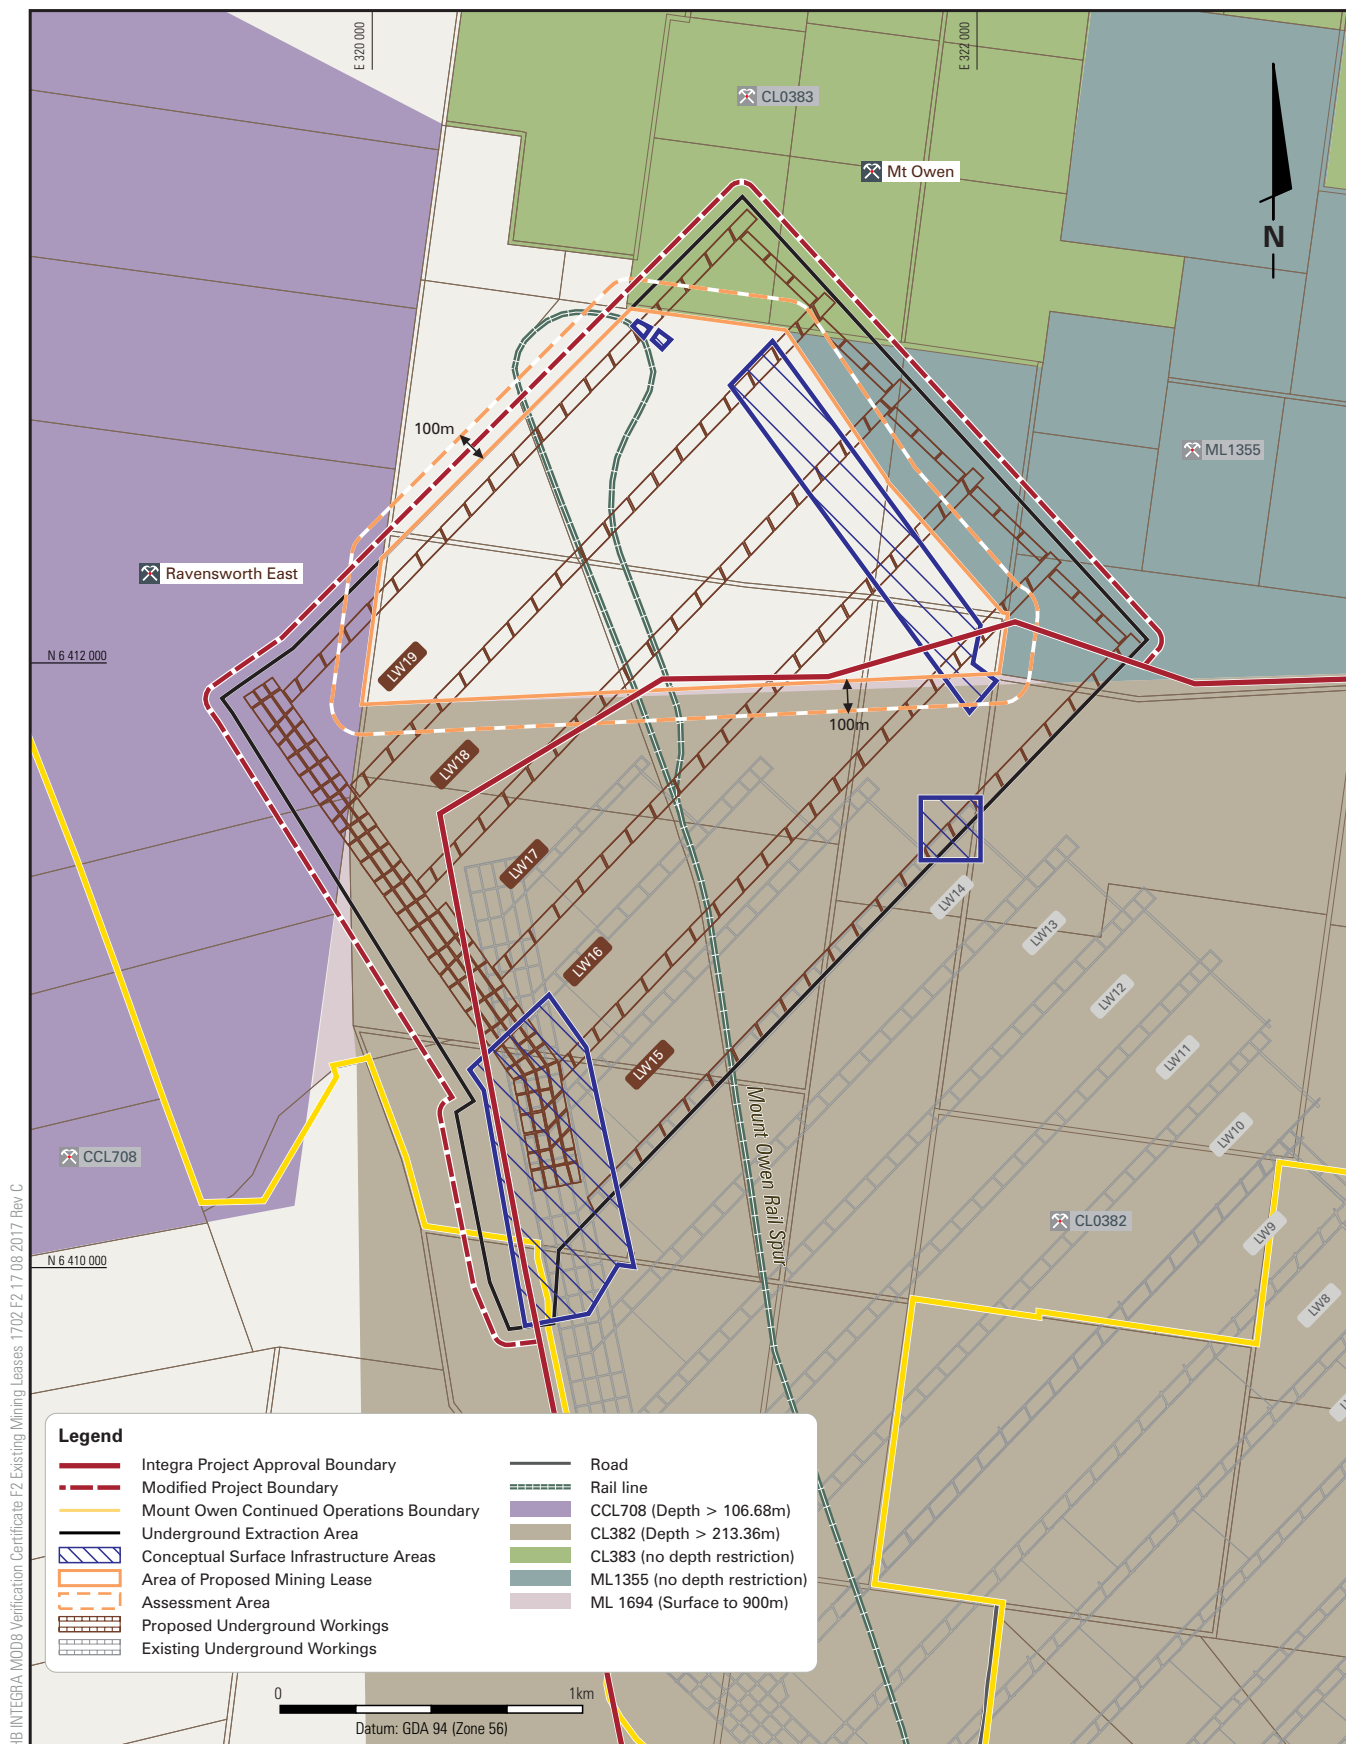 E 320 000
E 322 000
CL0383
Mt Owen
N
100m
ML1355
Ravensworth East
N 6 412 000
LW19
100m
LW18
LW17
LW14
LW13
LW16
LW12
LW15
LW11
Mount Owen Rail Spur
LW10
CCL708
CL0382
LW9
N 6 410 000
LW8
HB INTEGRA MOD8 Verification Certificate F2 Existing Mining Leases 1702 F2 17 08 2017 Rev C
Legend
Integra Project Approval Boundary
Modified Project Boundary
Mount Owen Continued Operations Boundary
Underground Extraction Area
Conceptual Surface Infrastructure Areas
Area of Proposed Mining Lease
Assessment Area
Proposed Underground Workings
Existing Underground Workings
Road
Rail line
CCL708 (Depth > 106.68m)
CL382 (Depth > 213.36m)
CL383 (no depth restriction)
ML1355 (no depth restriction)
ML 1694 (Surface to 900m)
0 1km
Datum: GDA 94 (Zone 56)